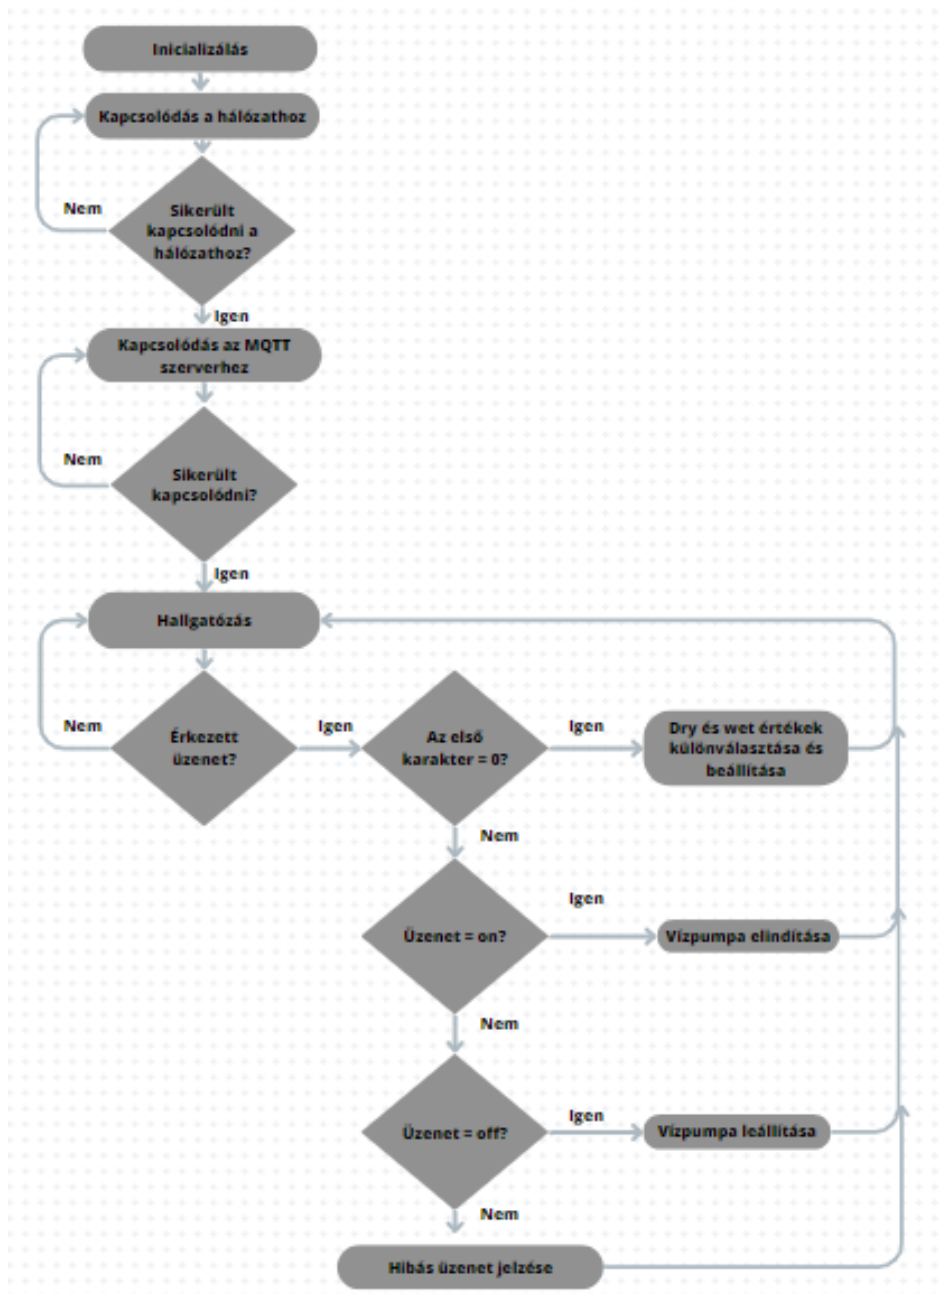 Inicializálás
Kapcsolódás a hálózathoz
Nem
Sikerült
kapcsolódni a
hálózathoz?
Igen
Kapcsolódás az MQTT
szerverhez
Nem
Sikerült
kapcsolódni?
Igen
Hallgatózás
Nem
Érkezett
üzenet?
Igen
Az első
karakter = 0?
Igen
Dry és wet értékek
különválasztása és
beállítása
Nem
Üzenet = on?
Igen
Vízpumpa elindítása
Nem
Üzenet = off?
Igen
Vízpumpa leállítása
Nem
Hibás üzenet jelzése